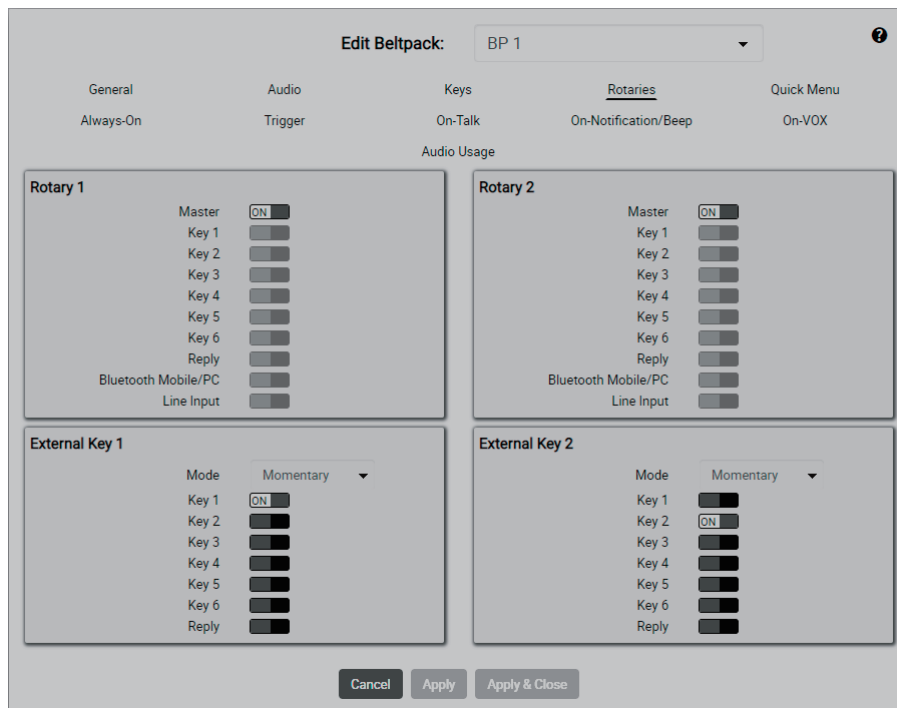 Edit Beltpack: BP 1 ?
General Audio Keys Rotaries Quick Menu
Always-On Trigger On-Talk On-Notification/Beep On-VOX
Audio Usage
Rotary 1
Master ON
Key 1
Key 2
Key 3
Key 4
Key 5
Key 6
Reply
Bluetooth Mobile/PC
Line Input
Rotary 2
Master ON
Key 1
Key 2
Key 3
Key 4
Key 5
Key 6
Reply
Bluetooth Mobile/PC
Line Input
External Key 1
Mode Momentary
Key 1 ON
Key 2
Key 3
Key 4
Key 5
Key 6
Reply
External Key 2
Mode Momentary
Key 1
Key 2 ON
Key 3
Key 4
Key 5
Key 6
Reply
Cancel Apply Apply & Close